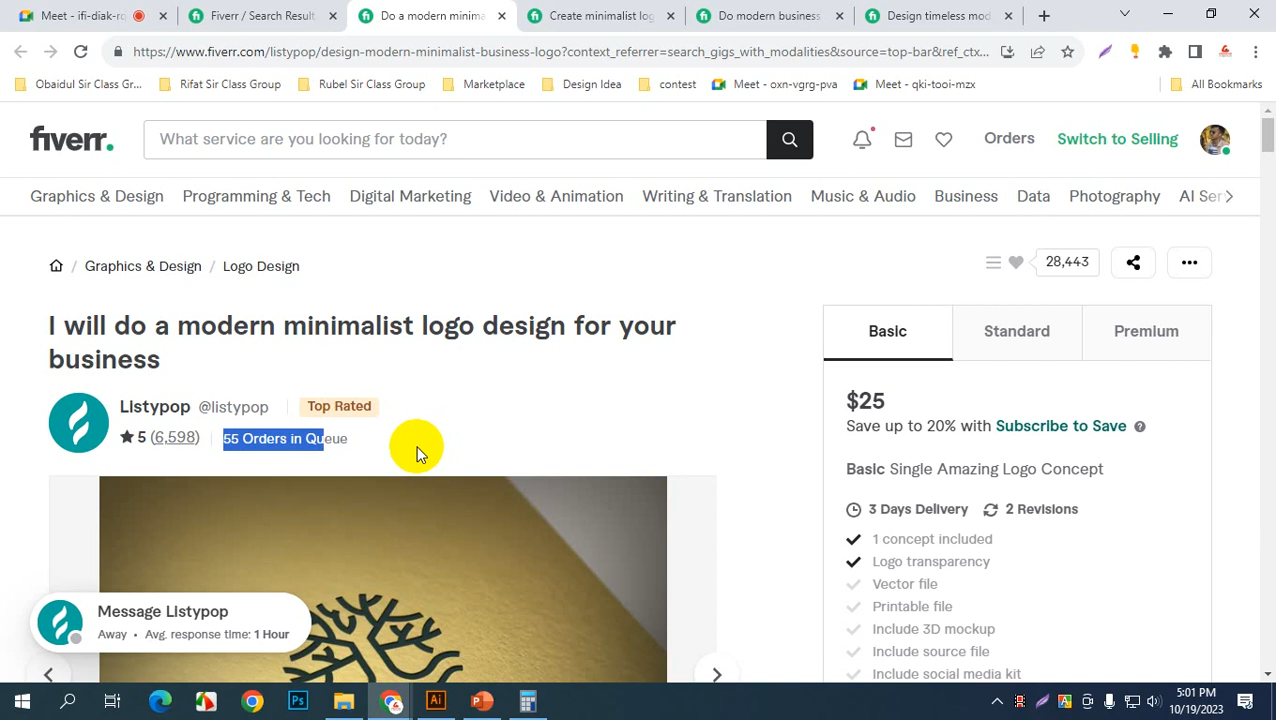 Meet - ifi-diak-ro
Fiverr / Search Result
Do a modern minima
Create minimalist log
Do modern business
Design timeless mod
https://www.fiverr.com/listypop/design-modern-minimalist-business-logo?context_referrer=search_gigs_with_modalities&source=top-bar&ref_ctx...
Obaidul Sir Class Gr...
Rifat Sir Class Group
Rubel Sir Class Group
Marketplace
Design Idea
contest
Meet - oxn-vgrg-pva
Meet - qki-tooi-mzx
All Bookmarks
fiverr.
What service are you looking for today?
Orders
Switch to Selling
Graphics & Design
Programming & Tech
Digital Marketing
Video & Animation
Writing & Translation
Music & Audio
Business
Data
Photography
AI Ser
/ Graphics & Design / Logo Design
28,443
I will do a modern minimalist logo design for your
business
Listypop @listypop
Top Rated
5 (6,598)
55 Orders in Queue
Basic
Standard
Premium
$25
Save up to 20% with Subscribe to Save
Basic Single Amazing Logo Concept
3 Days Delivery
2 Revisions
1 concept included
Logo transparency
Vector file
Printable file
Include 3D mockup
Include source file
Include social media kit
Message Listypop
Away • Avg. response time: 1 Hour
Ps
Ai
5:01 PM
10/19/2023